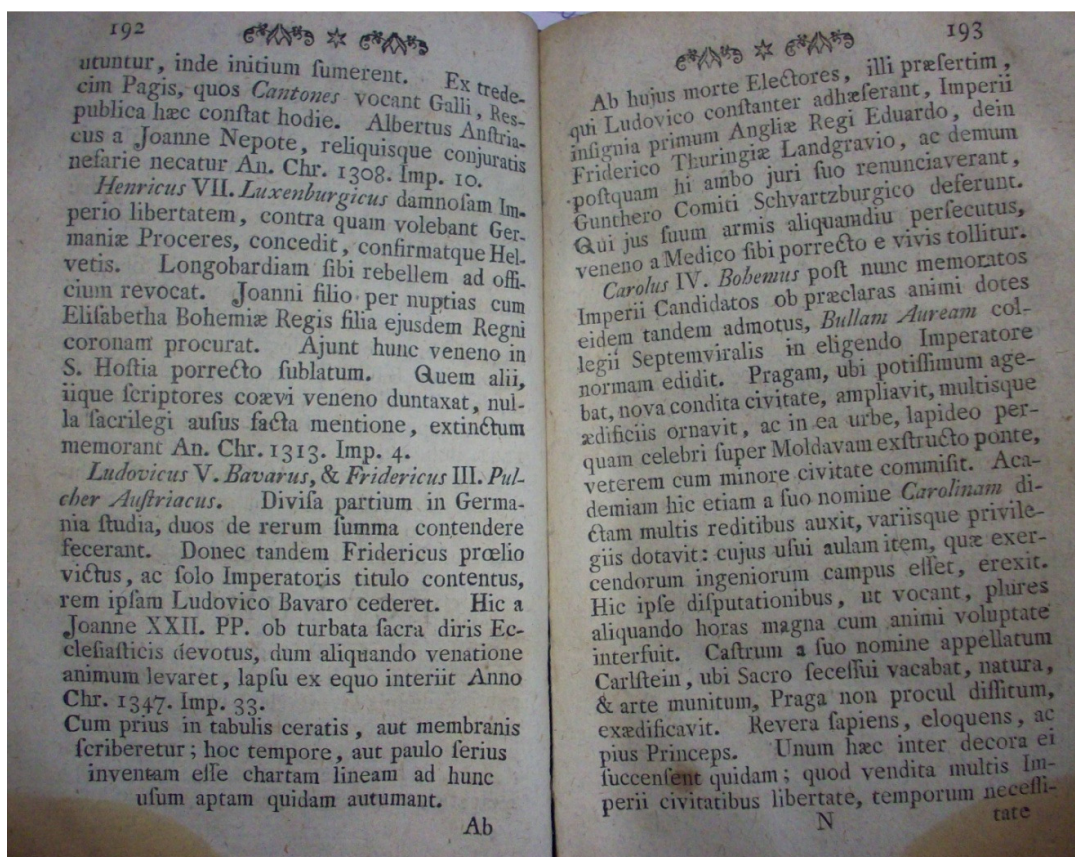 192
utuntur, inde initium ſumerent. Ex trede-
cim Pagis, quos Cantones vocant Galli, Res-
publica hæc conſtat hodie. Albertus Auſtria-
cus a Joanne Nepote, reliquisque conjuratis
nefarie necatur An. Chr. 1308. Imp. 10.
Henricus VII. Luxenburgicus damnoſam Im-
perio libertatem, contra quam volebant Ger-
maniæ Proceres, concedit, confirmatque Hel-
vetis. Longobardiam ſibi rebellem ad offi-
cium revocat. Joanni filio per nuptias cum
Eliſabetha Bohemiæ Regis filia ejusdem Regni
coronam procurat. Ajunt hunc veneno in
S. Hoſtia porrecto ſublatum. Quem alii,
iique ſcriptores coævi veneno duntaxat, nul-
la ſacrilegi auſus facta mentione, extinctum
memorant An. Chr. 1313. Imp. 4.
Ludovicus V. Bavarus, & Fridericus III. Pul-
cher Auſtriacus. Diviſa partium in Germa-
nia ſtudia, duos de rerum ſumma contendere
fecerant. Donec tandem Fridericus prœlio
victus, ac ſolo Imperatoris titulo contentus,
rem ipſam Ludovico Bavaro cederet. Hic a
Joanne XXII. PP. ob turbata ſacra diris Ec-
cleſiaſticis devotus, dum aliquando venatione
animum levaret, lapſu ex equo interiit Anno
Chr. 1347. Imp. 33.
Cum prius in tabulis ceratis, aut membranis
ſcriberetur; hoc tempore, aut paulo ſerius
inventam eſſe chartam lineam ad hunc
uſum aptam quidam autumant.
Ab
193
Ab hujus morte Electores, illi præſertim,
qui Ludovico conſtanter adhæſerant, Imperii
inſignia primum Angliæ Regi Eduardo, dein
Friderico Thuringiæ Landgravio, ac demum
poſtquam hi ambo juri ſuo renunciaverant,
Gunthero Comiti Schvartzburgico deferunt.
Qui jus ſuum armis aliquamdiu perſecutus,
veneno a Medico ſibi porrecto e vivis tollitur.
Carolus IV. Bohemus poſt nunc memoratos
Imperii Candidatos ob præclaras animi dotes
eidem tandem admotus, Bullam Auream col-
legii Septemviralis in eligendo Imperatore
normam edidit. Pragam, ubi potiſſimum age-
bat, nova condita civitate, ampliavit, multisque
ædificiis ornavit, ac in ea urbe, lapideo per-
quam celebri ſuper Moldavam exſtructo ponte,
veterem cum minore civitate commiſit. Aca-
demiam hic etiam a ſuo nomine Carolinam di-
ctam multis reditibus auxit, variisque privile-
giis dotavit: cujus uſui aulam item, quæ exer-
cendorum ingeniorum campus eſſet, erexit.
Hic ipſe diſputationibus, ut vocant, plures
aliquando horas magna cum animi voluptate
interfuit. Caſtrum a ſuo nomine appellatum
Carlſtein, ubi Sacro ſeceſſui vacabat, natura,
& arte munitum, Praga non procul diſſitum,
exædificavit. Revera ſapiens, eloquens, ac
pius Princeps. Unum hæc inter decora ei
ſuccenſent quidam; quod vendita multis Im-
perii civitatibus libertate, temporum neceſſi-
N tate